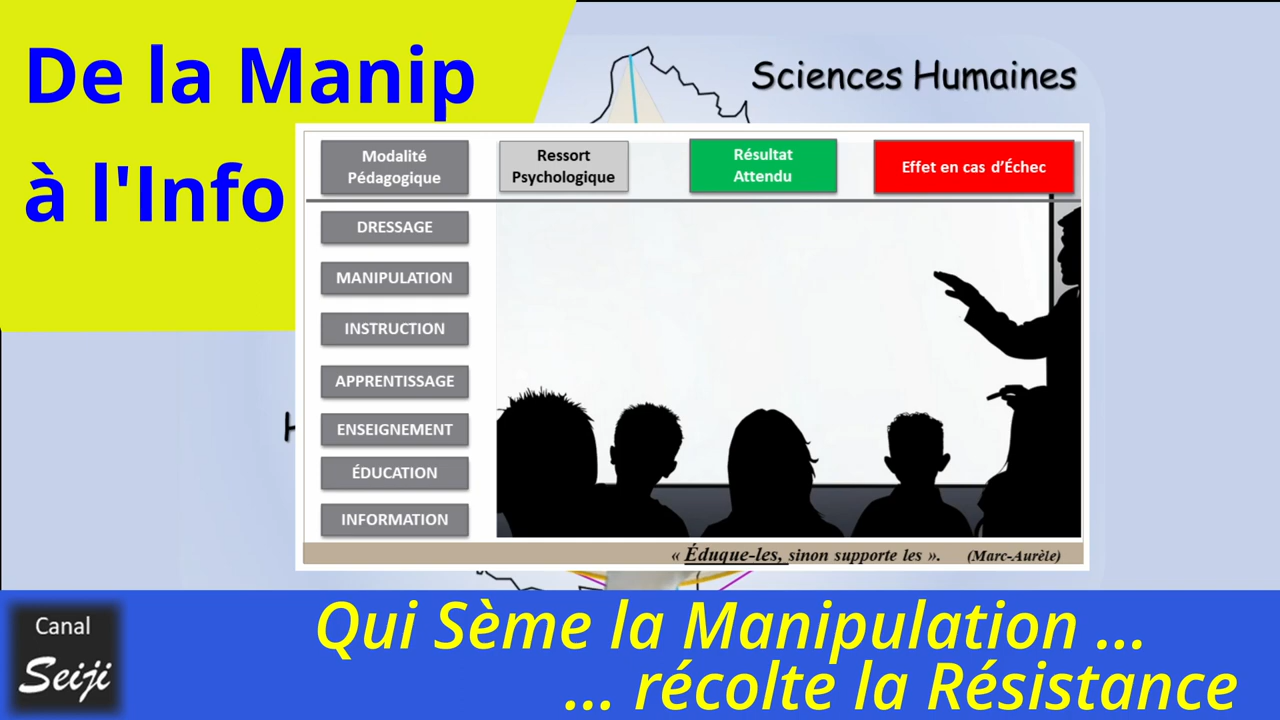 De la Manip
à l'Info
Sciences Humaines
Modalité
Pédagogique
Ressort
Psychologique
Résultat
Attendu
Effet en cas d’Échec
DRESSAGE
MANIPULATION
INSTRUCTION
APPRENTISSAGE
ENSEIGNEMENT
ÉDUCATION
INFORMATION
« Éduque-les, sinon supporte les ». (Marc-Aurèle)
Canal
Seiji
Qui Sème la Manipulation ...
... récolte la Résistance